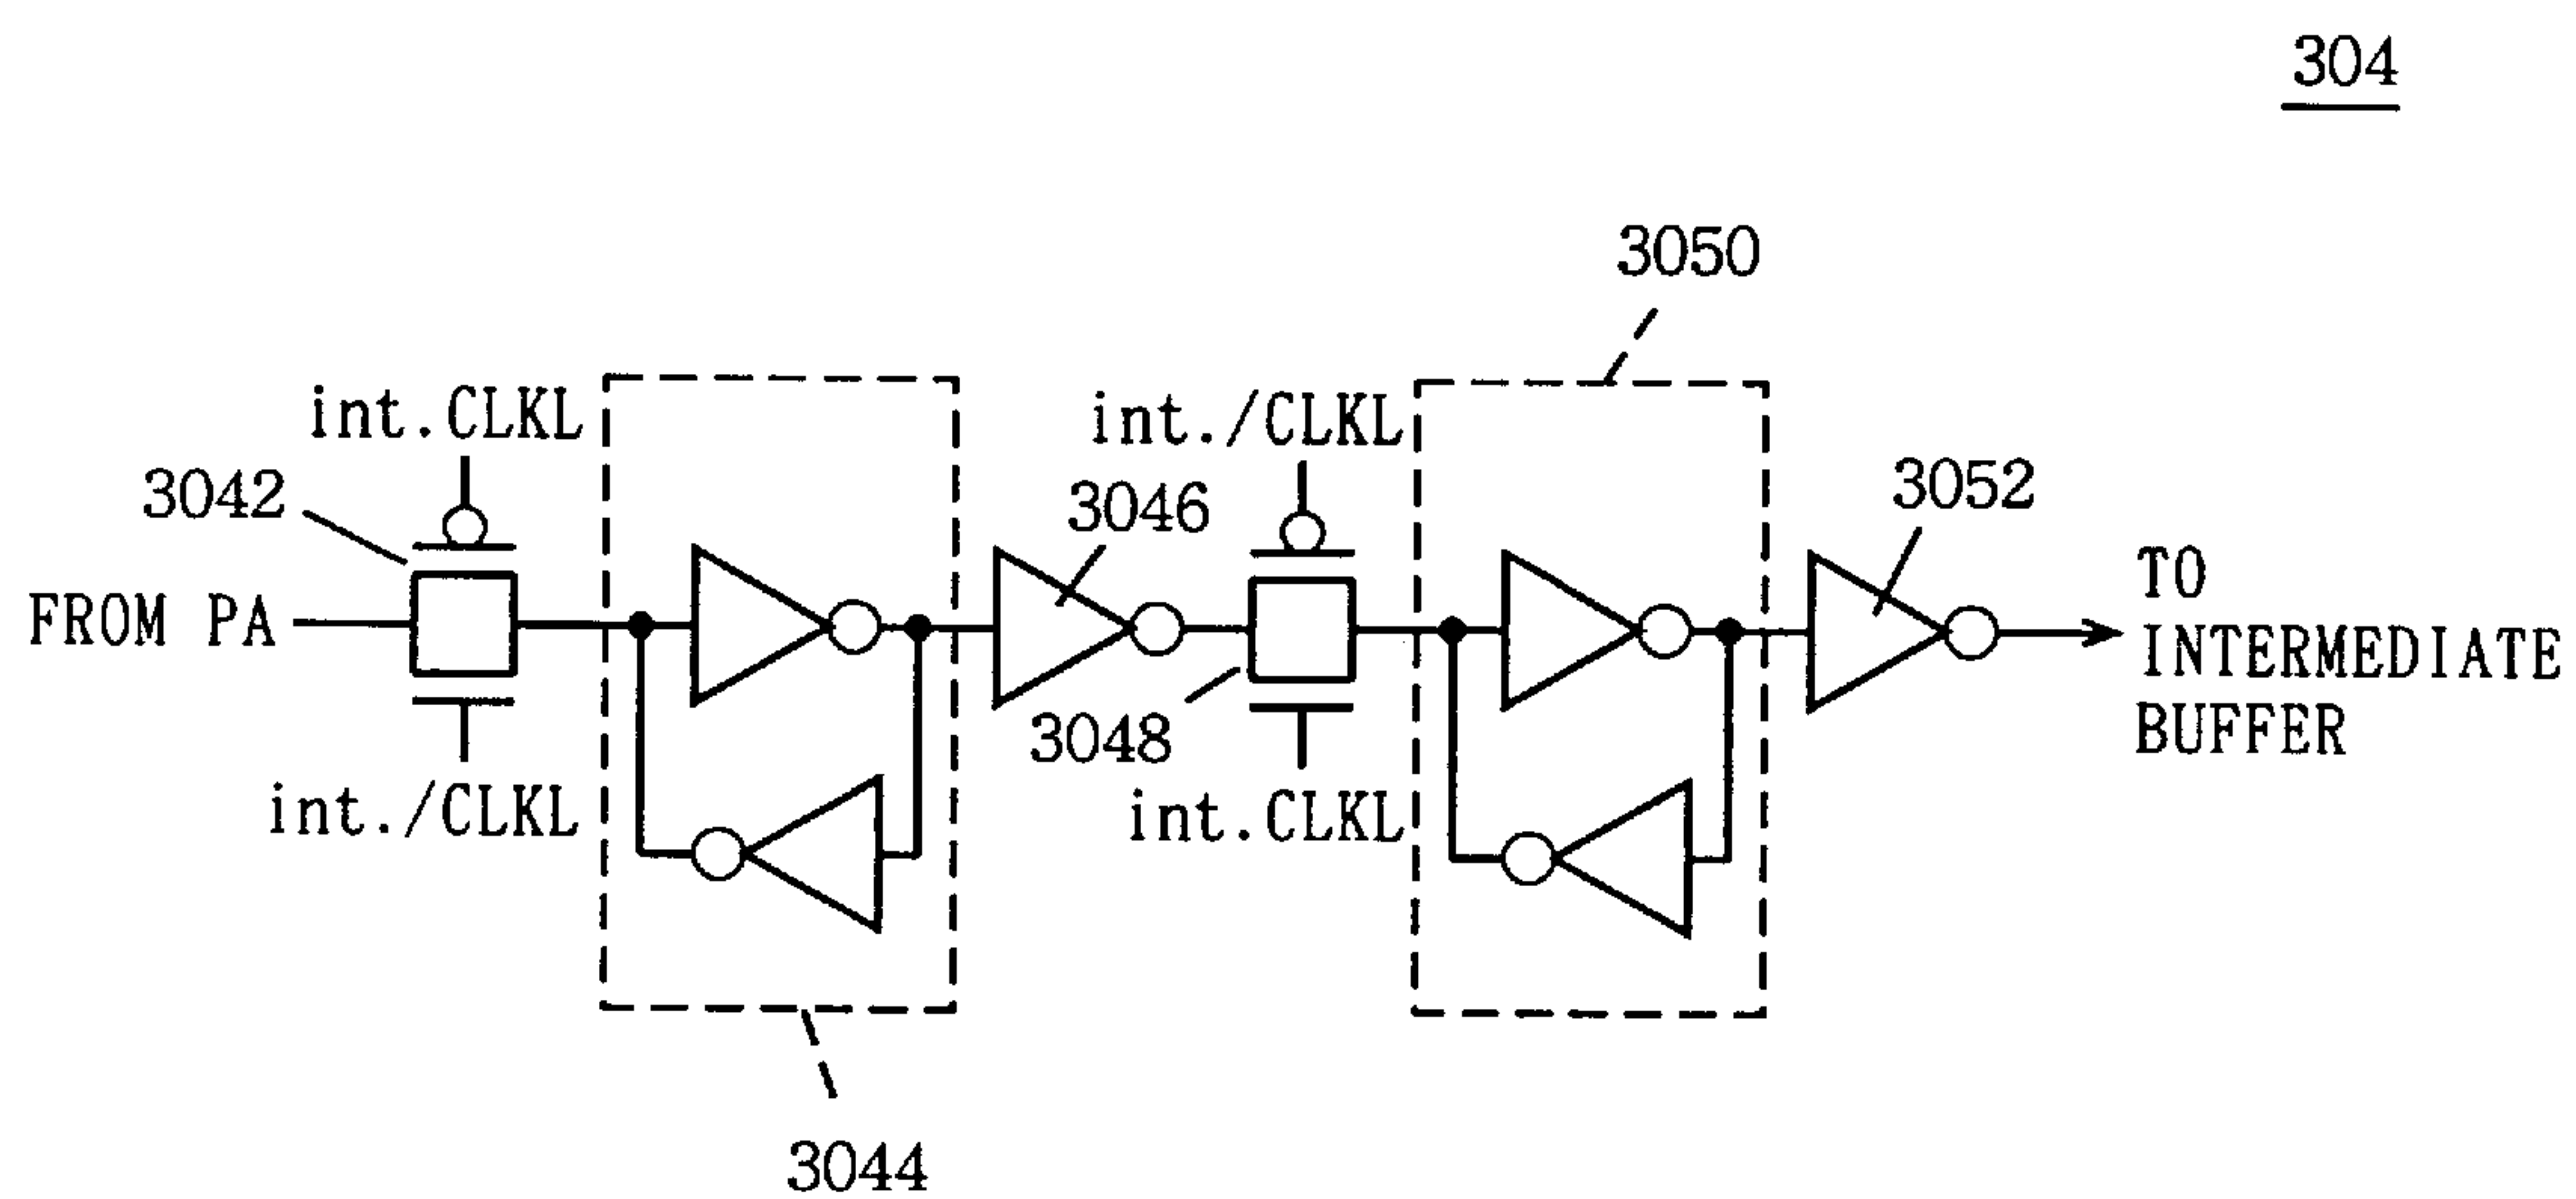 304
3050
int.CLKL
int./CLKL
3042
3046
3052
FROM PA
TO
INTERMEDIATE
BUFFER
3048
int./CLKL
int.CLKL
3044